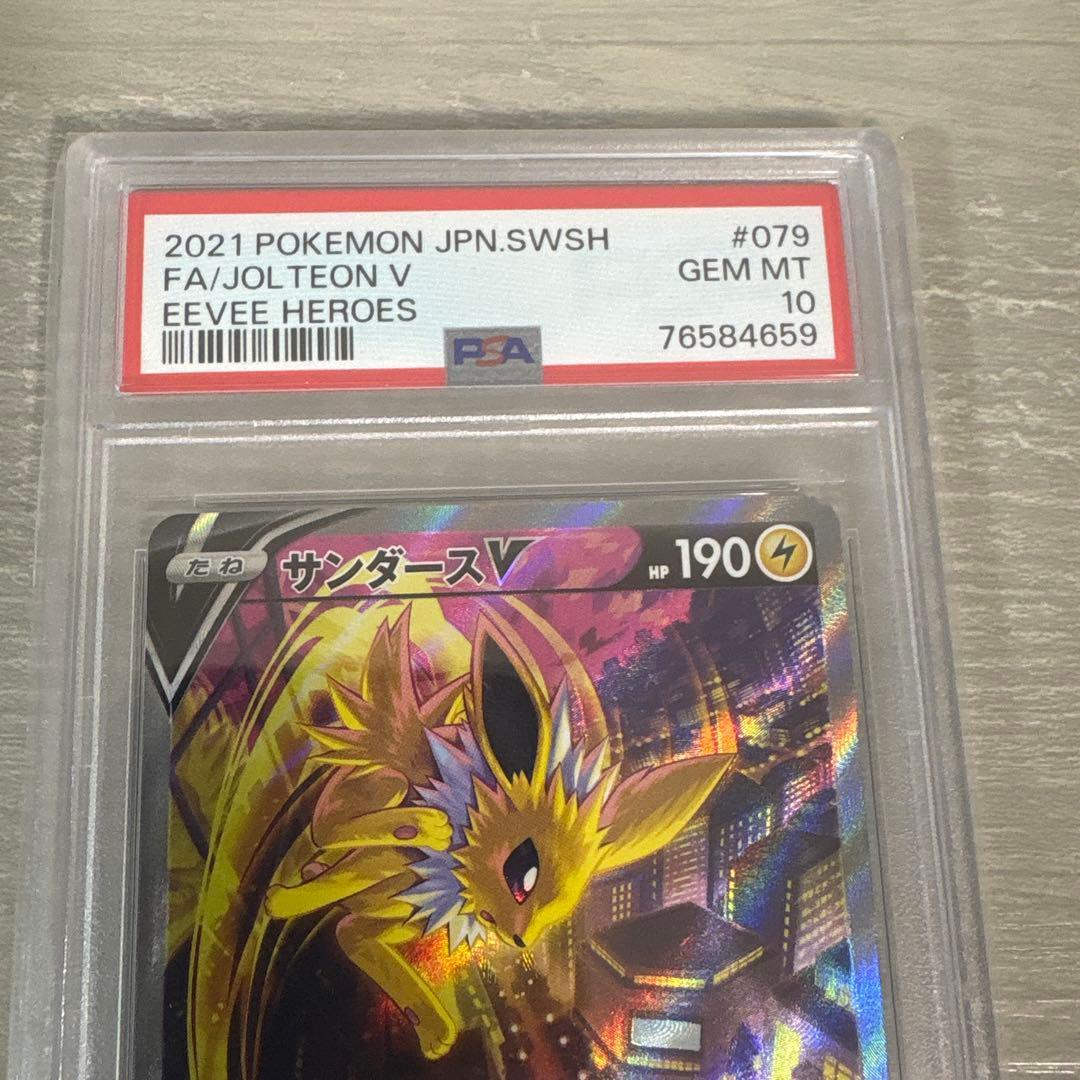 2021 POKEMON JPN.SWSH #079
FA/JOLTEON V GEM MT
EEVEE HEROES 10
PSA 76584659
たね サンダースV HP 190